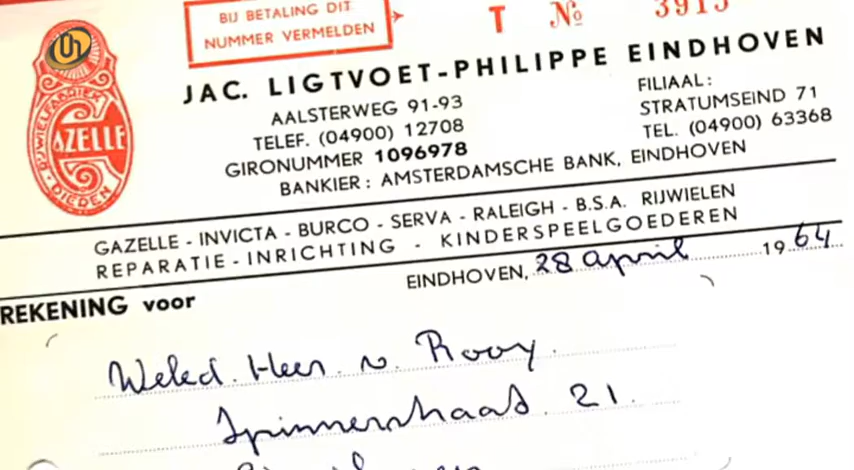 BIJ BETALING DIT
NUMMER VERMELDEN
T № 3915
JAC. LIGTVOET-PHILIPPE EINDHOVEN
AALSTERWEG 91-93
TELEF. (04900) 12708
GIRONUMMER 1096978
BANKIER: AMSTERDAMSCHE BANK, EINDHOVEN
FILIAAL:
STRATUMSEIND 71
TEL. (04900) 63368
RIJWIELFABRIEK
GAZELLE
DIEREN
GAZELLE - INVICTA - BURCO - SERVA - RALEIGH - B.S.A. RIJWIELEN
REPARATIE-INRICHTING - KINDERSPEELGOEDEREN
EINDHOVEN, 28 april 1964
REKENING voor
Weled. Heer v. Rooy.
Spinnerstraat 21.